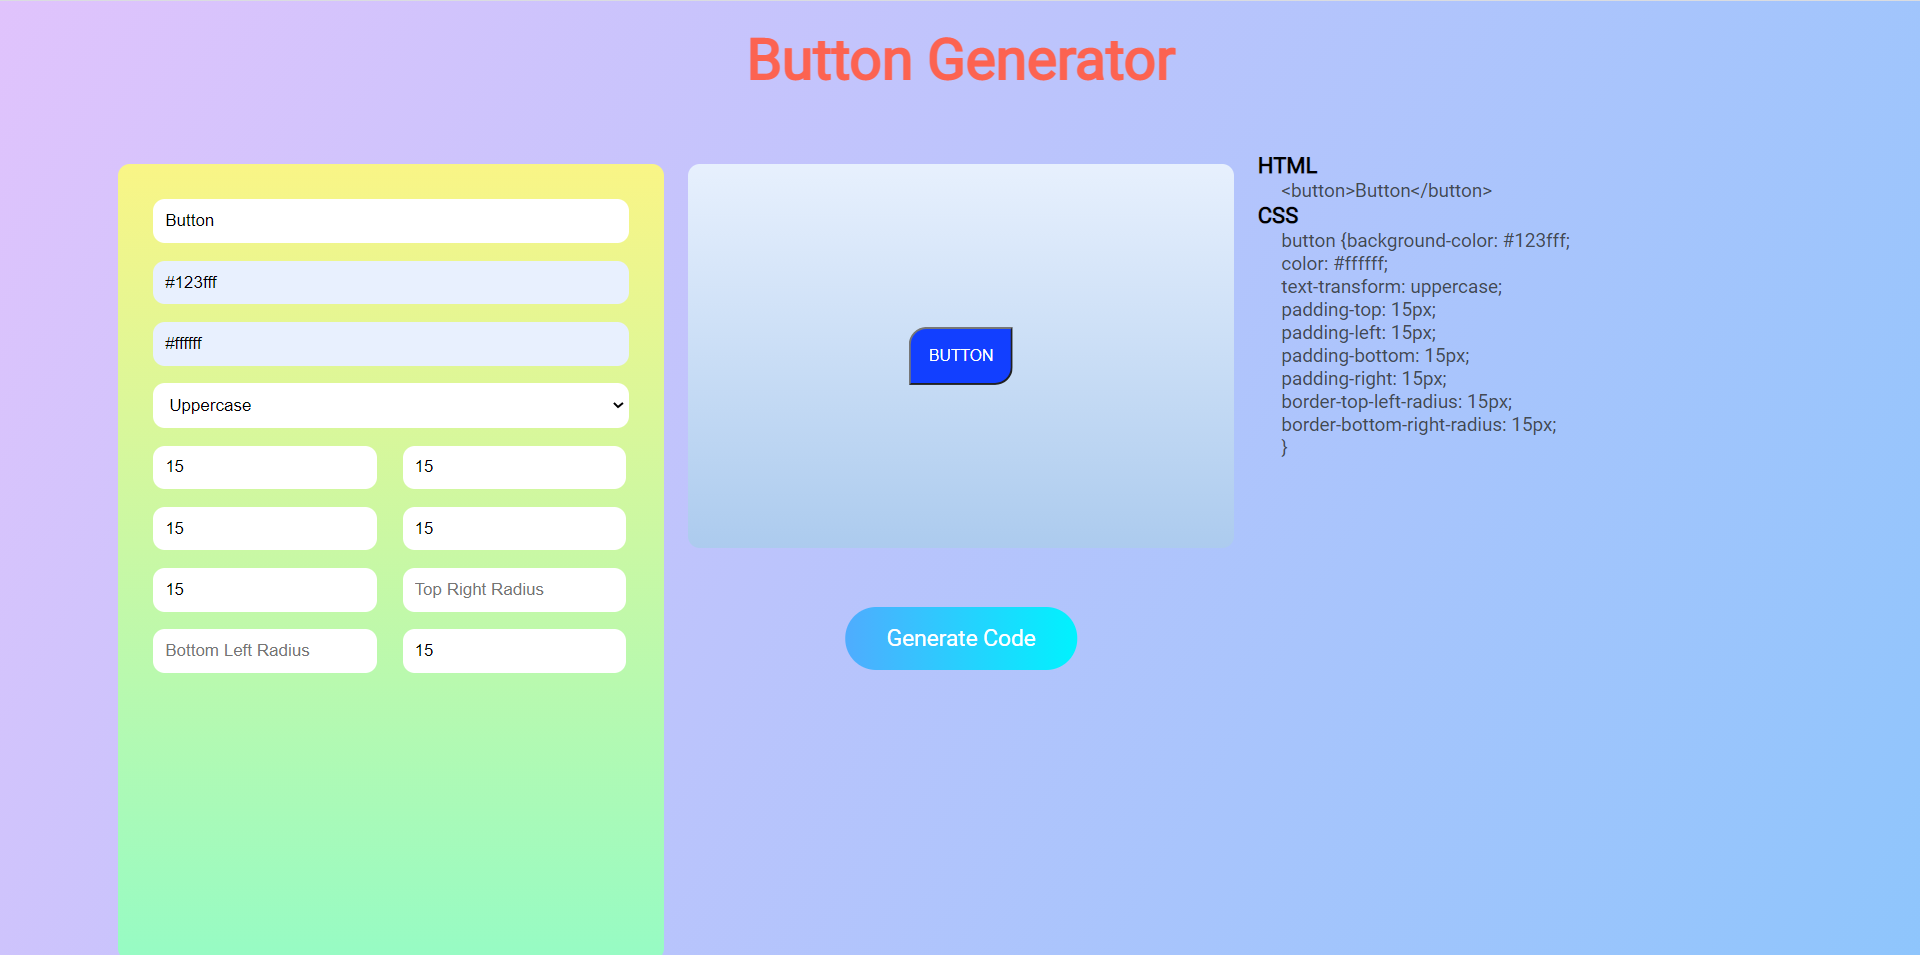 Button Generator
Button
#123fff
#ffffff
Uppercase
15 15
15 15
15 Top Right Radius
Bottom Left Radius 15
BUTTON
Generate Code
HTML
<button>Button</button>
CSS
button {background-color: #123fff;
color: #ffffff;
text-transform: uppercase;
padding-top: 15px;
padding-left: 15px;
padding-bottom: 15px;
padding-right: 15px;
border-top-left-radius: 15px;
border-bottom-right-radius: 15px;
}